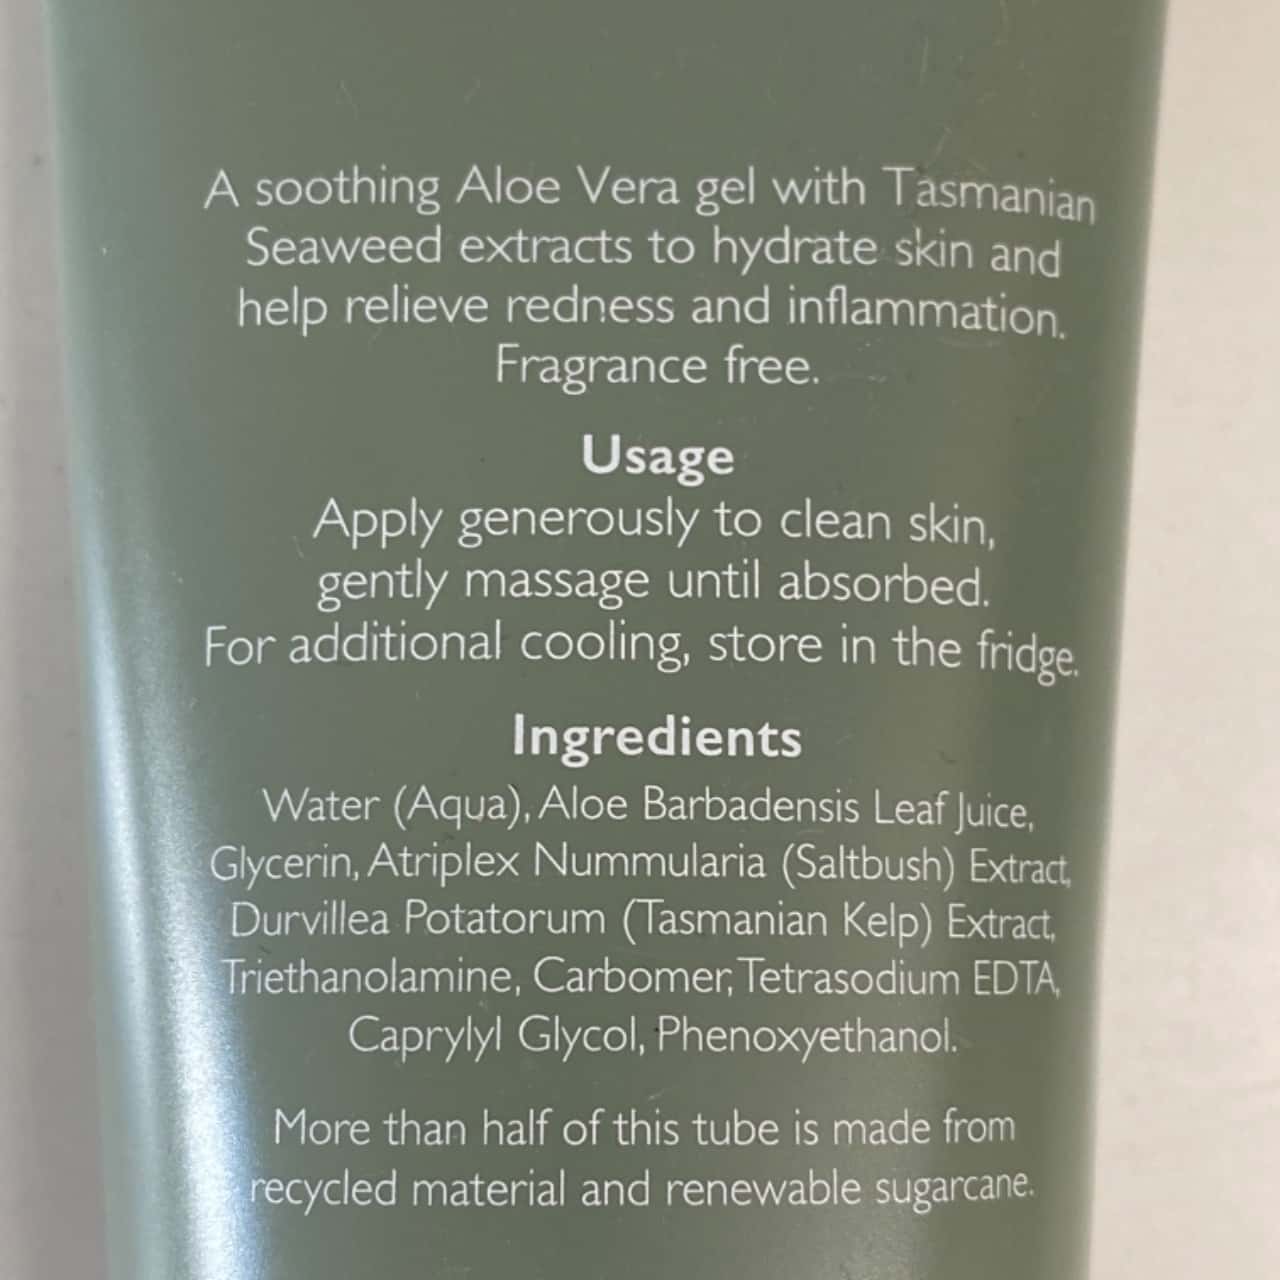 A soothing Aloe Vera gel with Tasmanian
Seaweed extracts to hydrate skin and
help relieve redness and inflammation.
Fragrance free.
Usage
Apply generously to clean skin,
gently massage until absorbed.
For additional cooling, store in the fridge.
Ingredients
Water (Aqua), Aloe Barbadensis Leaf Juice,
Glycerin, Atriplex Nummularia (Saltbush) Extract,
Durvillea Potatorum (Tasmanian Kelp) Extract,
Triethanolamine, Carbomer, Tetrasodium EDTA,
Caprylyl Glycol, Phenoxyethanol.
More than half of this tube is made from
recycled material and renewable sugarcane.